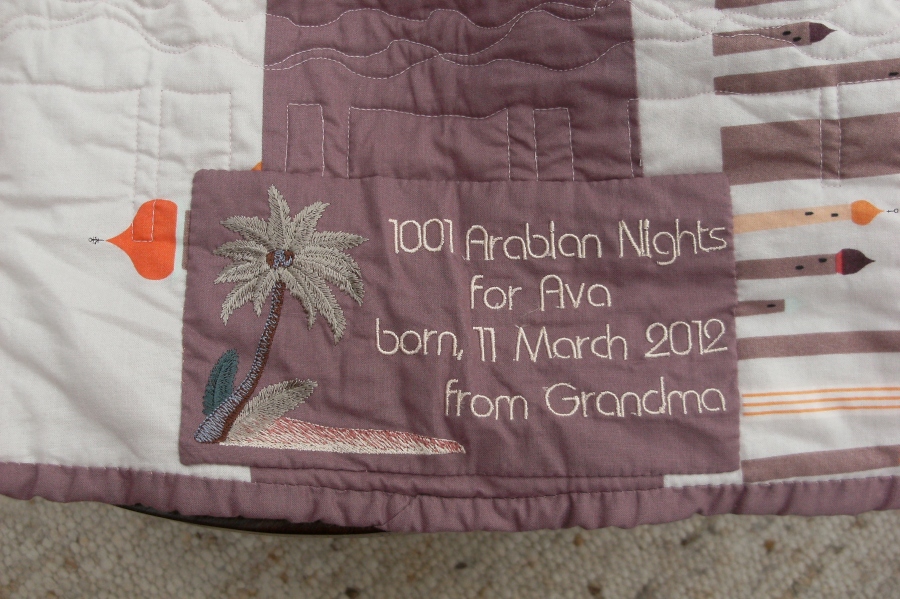 1001 Arabian Nights
for Ava
born, 11 March 2012
from Grandma